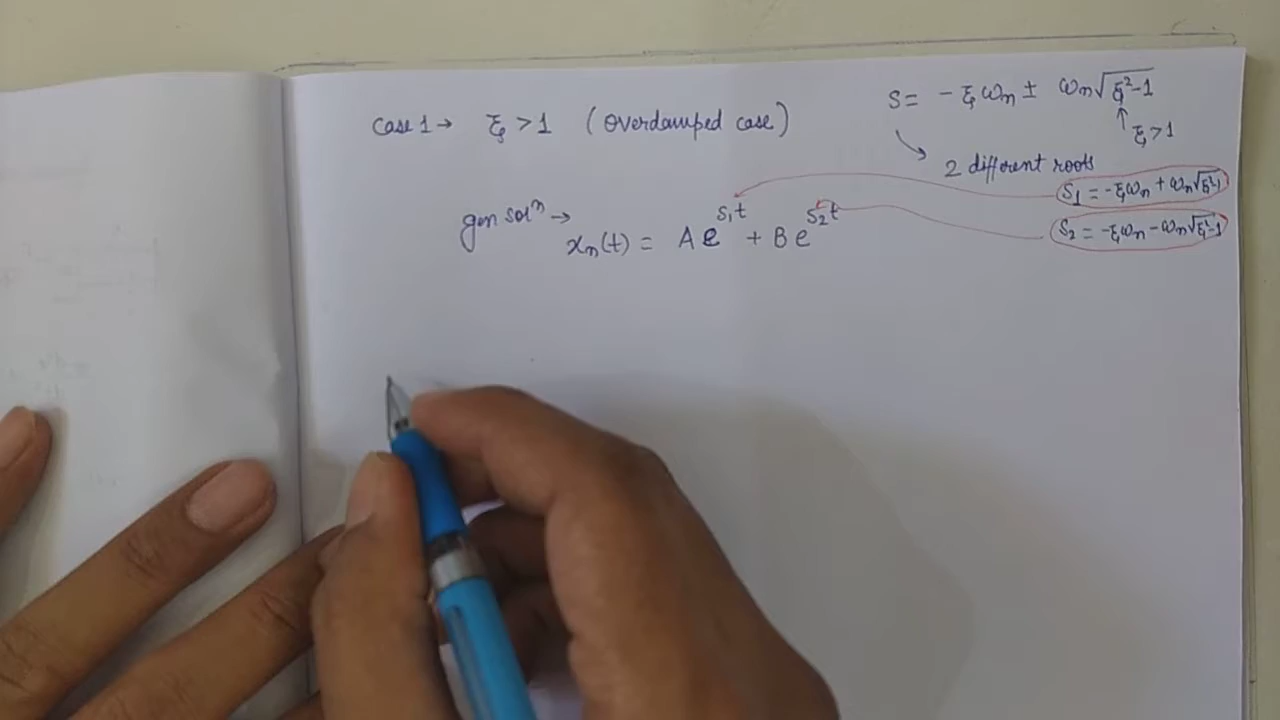 Case 1 → ξ > 1 (Overdamped case)
S = - ξ ωn ± ωn√ξ²-1
ξ > 1
2 different roots
S1 = -ξωn + ωn√ξ²-1
S2 = -ξωn - ωn√ξ²-1
gen solⁿ →
xn(t) = A e^S1t + B e^S2t